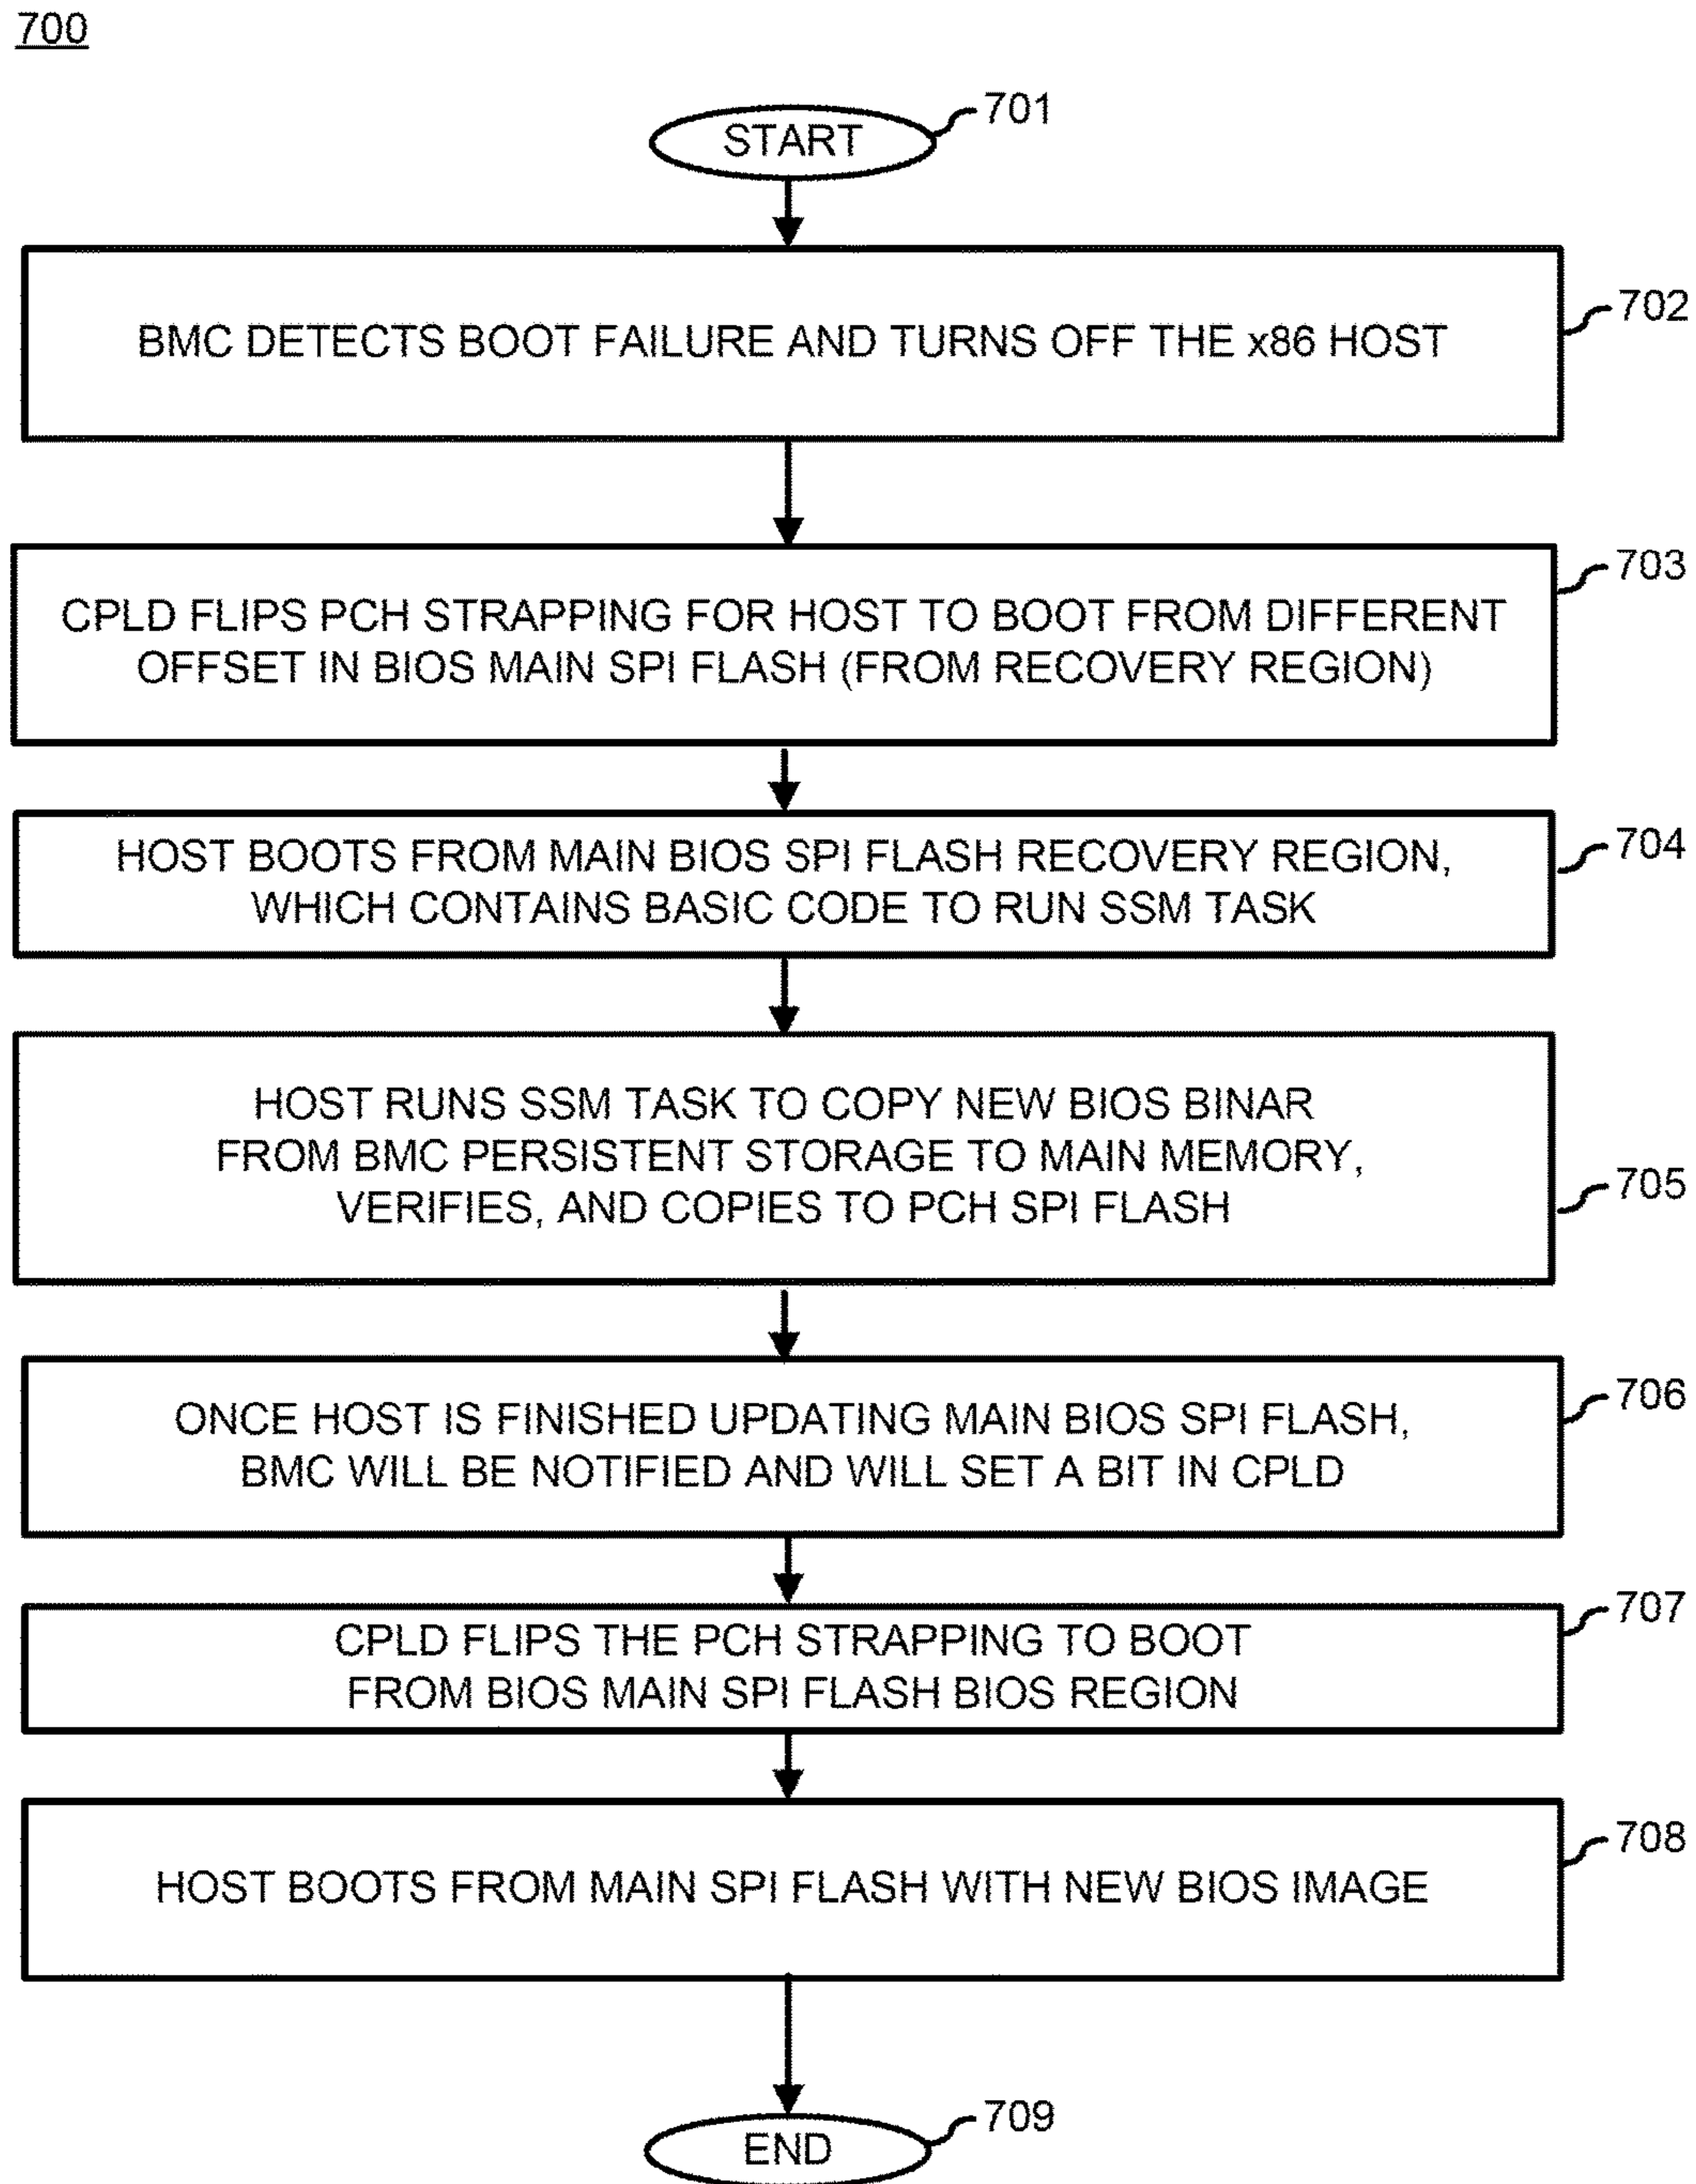 700
START
701
BMC DETECTS BOOT FAILURE AND TURNS OFF THE x86 HOST
702
CPLD FLIPS PCH STRAPPING FOR HOST TO BOOT FROM DIFFERENT
OFFSET IN BIOS MAIN SPI FLASH (FROM RECOVERY REGION)
703
HOST BOOTS FROM MAIN BIOS SPI FLASH RECOVERY REGION,
WHICH CONTAINS BASIC CODE TO RUN SSM TASK
704
HOST RUNS SSM TASK TO COPY NEW BIOS BINAR
FROM BMC PERSISTENT STORAGE TO MAIN MEMORY,
VERIFIES, AND COPIES TO PCH SPI FLASH
705
ONCE HOST IS FINISHED UPDATING MAIN BIOS SPI FLASH,
BMC WILL BE NOTIFIED AND WILL SET A BIT IN CPLD
706
CPLD FLIPS THE PCH STRAPPING TO BOOT
FROM BIOS MAIN SPI FLASH BIOS REGION
707
HOST BOOTS FROM MAIN SPI FLASH WITH NEW BIOS IMAGE
708
END
709